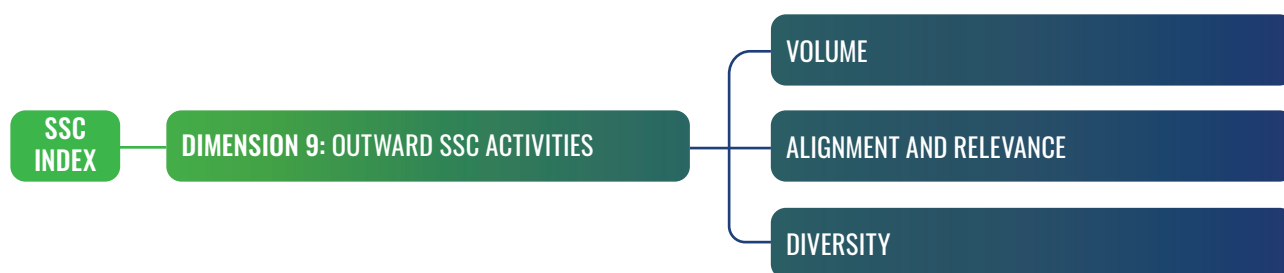 SSC
INDEX
DIMENSION 9: OUTWARD SSC ACTIVITIES
VOLUME
ALIGNMENT AND RELEVANCE
DIVERSITY